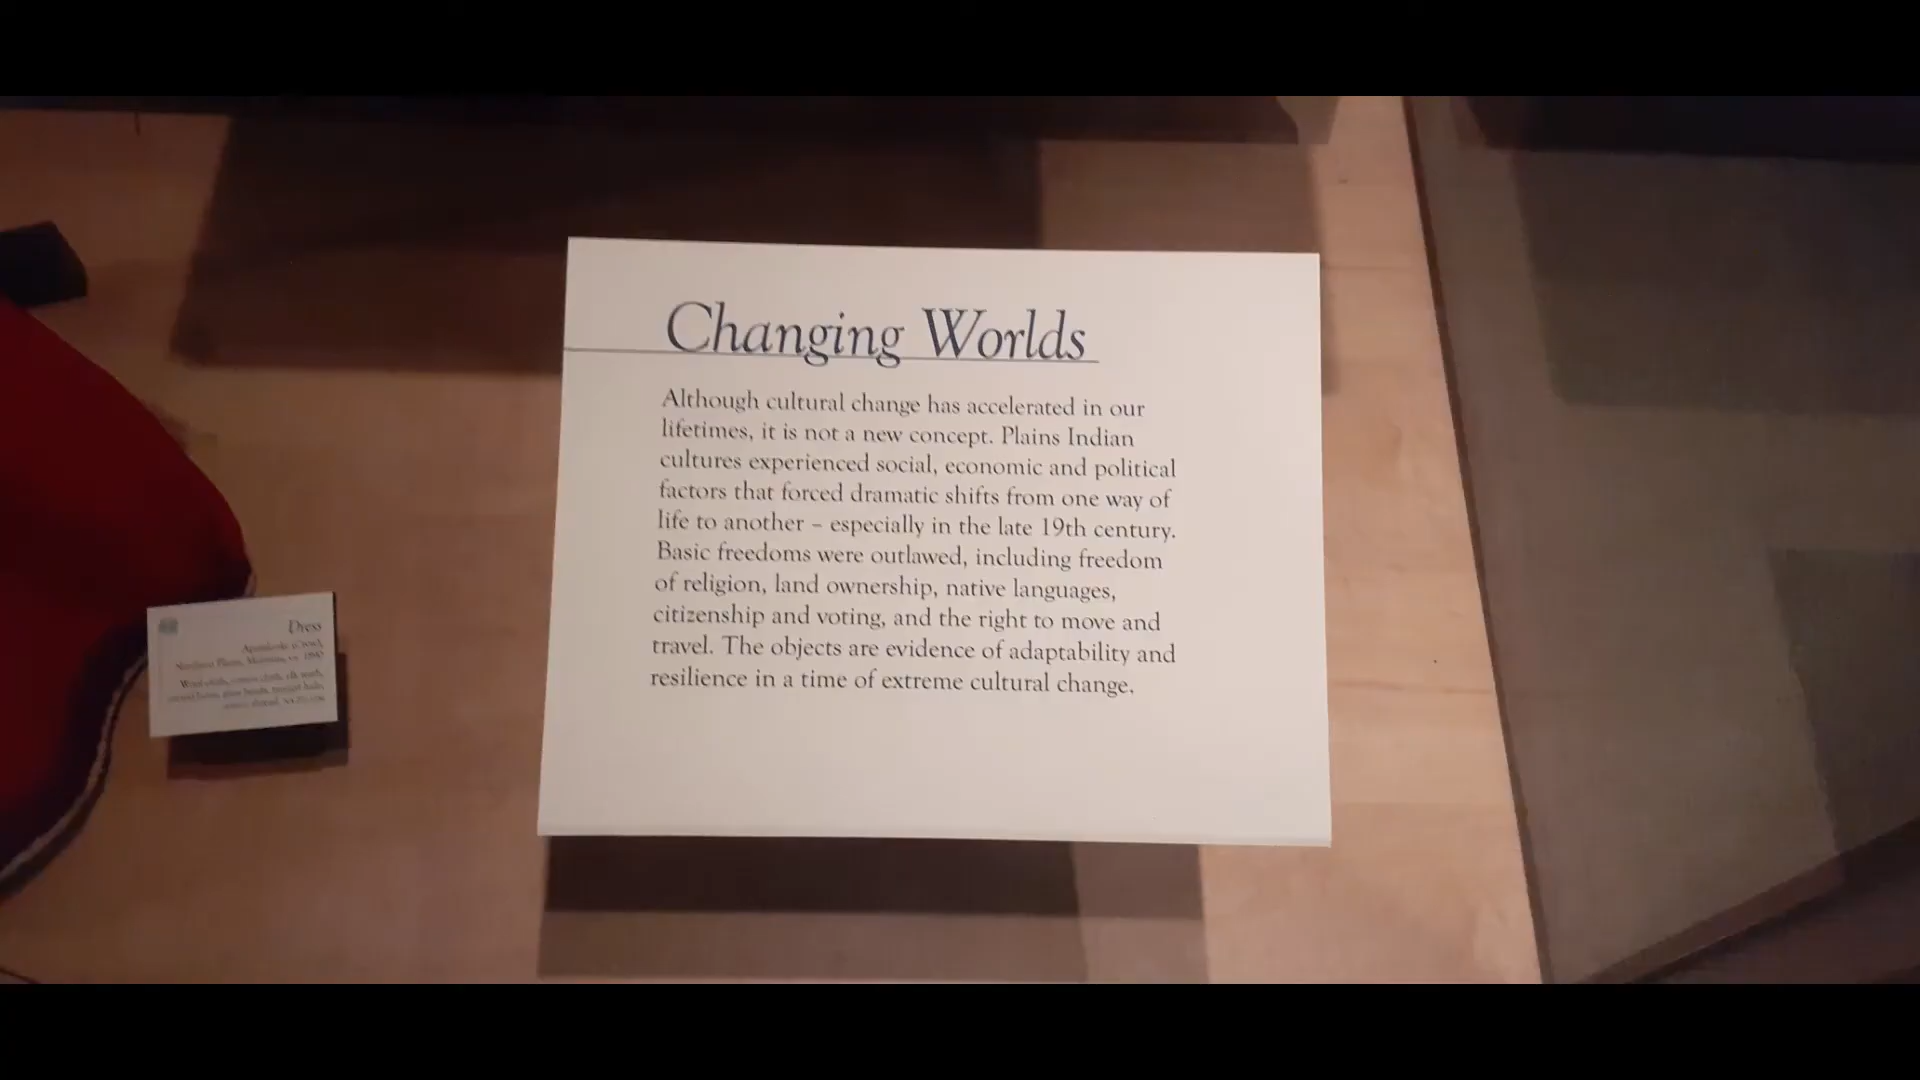 Changing Worlds
Although cultural change has accelerated in our
lifetimes, it is not a new concept. Plains Indian
cultures experienced social, economic and political
factors that forced dramatic shifts from one way of
life to another – especially in the late 19th century.
Basic freedoms were outlawed, including freedom
of religion, land ownership, native languages,
citizenship and voting, and the right to move and
travel. The objects are evidence of adaptability and
resilience in a time of extreme cultural change.
Dress
Northern Plains, Montana,